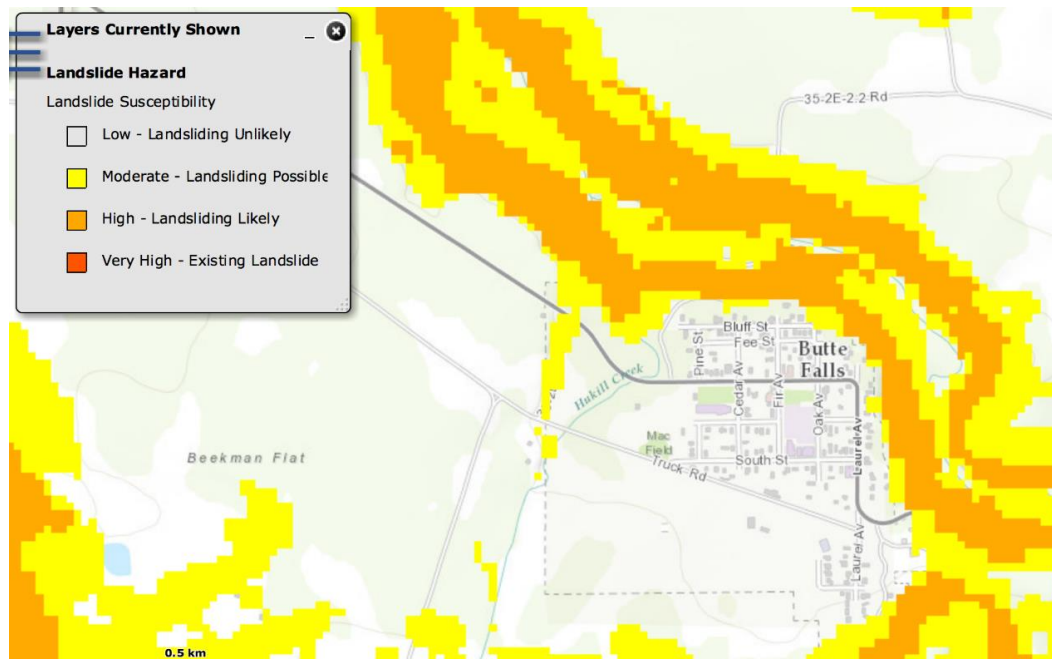 Layers Currently Shown
Landslide Hazard
Landslide Susceptibility
Low - Landsliding Unlikely
Moderate - Landsliding Possible
High - Landsliding Likely
Very High - Existing Landslide
35-2E-2.2 Rd
Bluff St
Fee St
Pine St
Butte
Falls
Hukill Creek
Cedar Av
Fir Av
Oak Av
Laurel Av
Mac
Field
South St
Truck Rd
Beekman Flat
Laurel Av
0.5 km